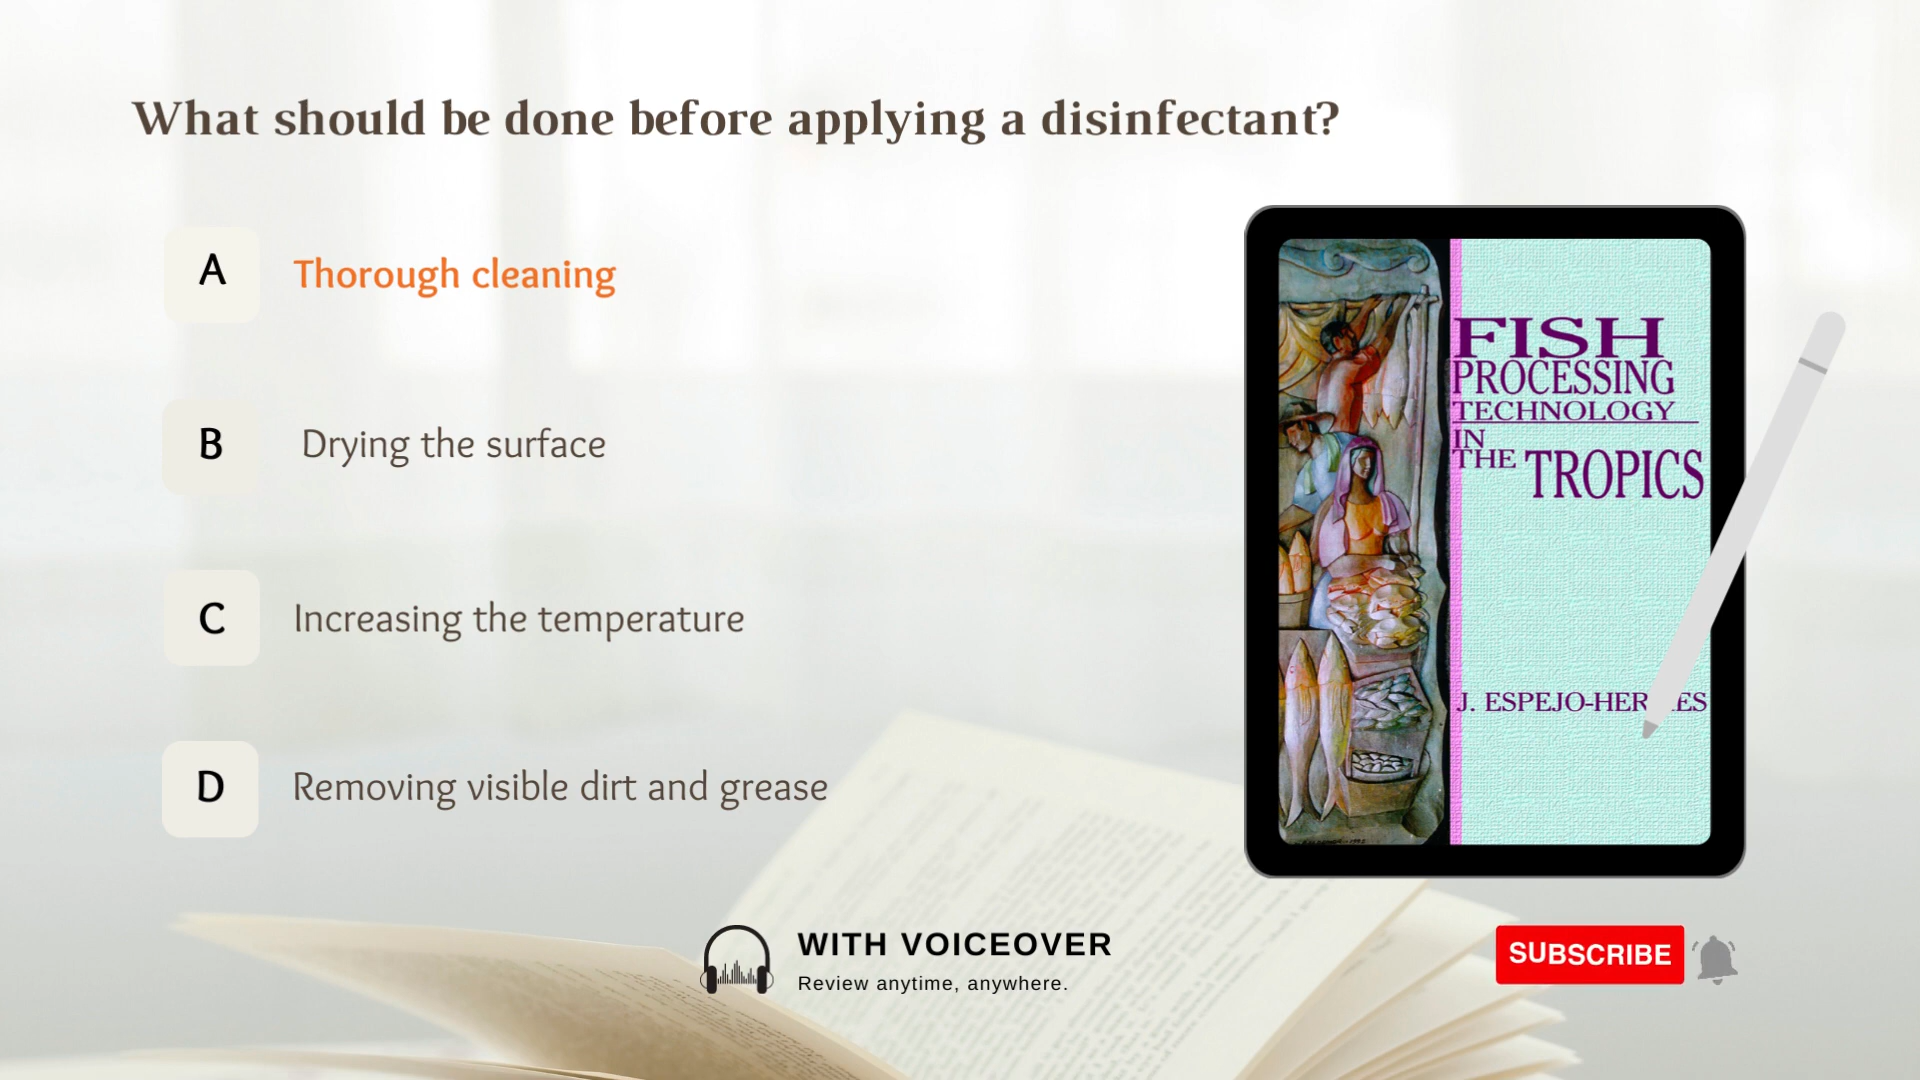 What should be done before applying a disinfectant?
A
Thorough cleaning
B
Drying the surface
C
Increasing the temperature
D
Removing visible dirt and grease
FISH
PROCESSING
TECHNOLOGY
IN
THE TROPICS
WITH VOICEOVER
Review anytime, anywhere.
SUBSCRIBE
J.